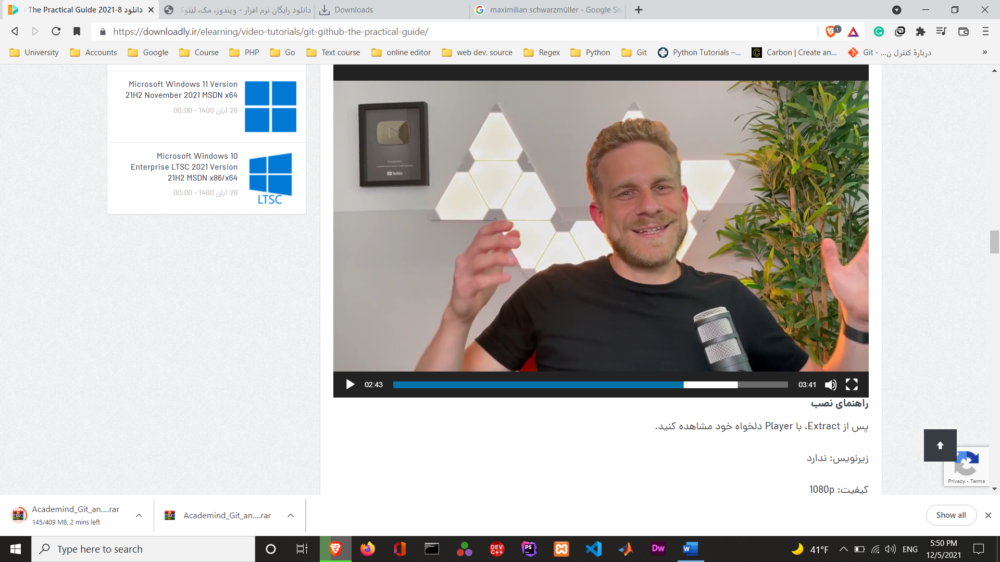 The Practical Guide 2021-8 دانلود
دانلود رایگان نرم افزار - ویندوز، مک، لینوک
Downloads
maximilian schwarzmüller - Google Se
https://downloadly.ir/elearning/video-tutorials/git-github-the-practical-guide/
1
University
Accounts
Google
Course
PHP
Go
Text course
online editor
web dev. source
Regex
Python
Git
Python Tutorials –...
Carbon | Create an...
Git - ...دربارهٔ کنترل ن
»
Microsoft Windows 11 Version
21H2 November 2021 MSDN x64
26 آبان 1400 - 00:00
Microsoft Windows 10
Enterprise LTSC 2021 Version
21H2 MSDN x86/x64
26 آبان 1400 - 00:00
LTSC
YouTube
02:43
03:41
راهنمای نصب
پس از Extract، با Player دلخواه خود مشاهده کنید.
زیرنویس: ندارد
کیفیت: 1080p
Privacy - Terms
Academind_Git_an....rar
145/409 MB, 2 mins left
Academind_Git_an....rar
Show all
Type here to search
DEV
C++
PS
Dw
W
41°F
ENG
5:50 PM
12/5/2021